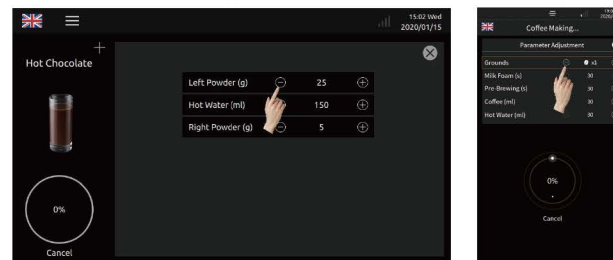 15:02 Wed
2020/01/15
Hot Chocolate
Left Powder (g) 25
Hot Water (ml) 150
Right Powder (g) 5
0%
Cancel
Coffee Making...
Parameter Adjustment
Grounds x1
Milk Foam (s) 30
Pre-Brewing (s) 30
Coffee (ml) 30
Hot Water (ml) 30
0%
Cancel